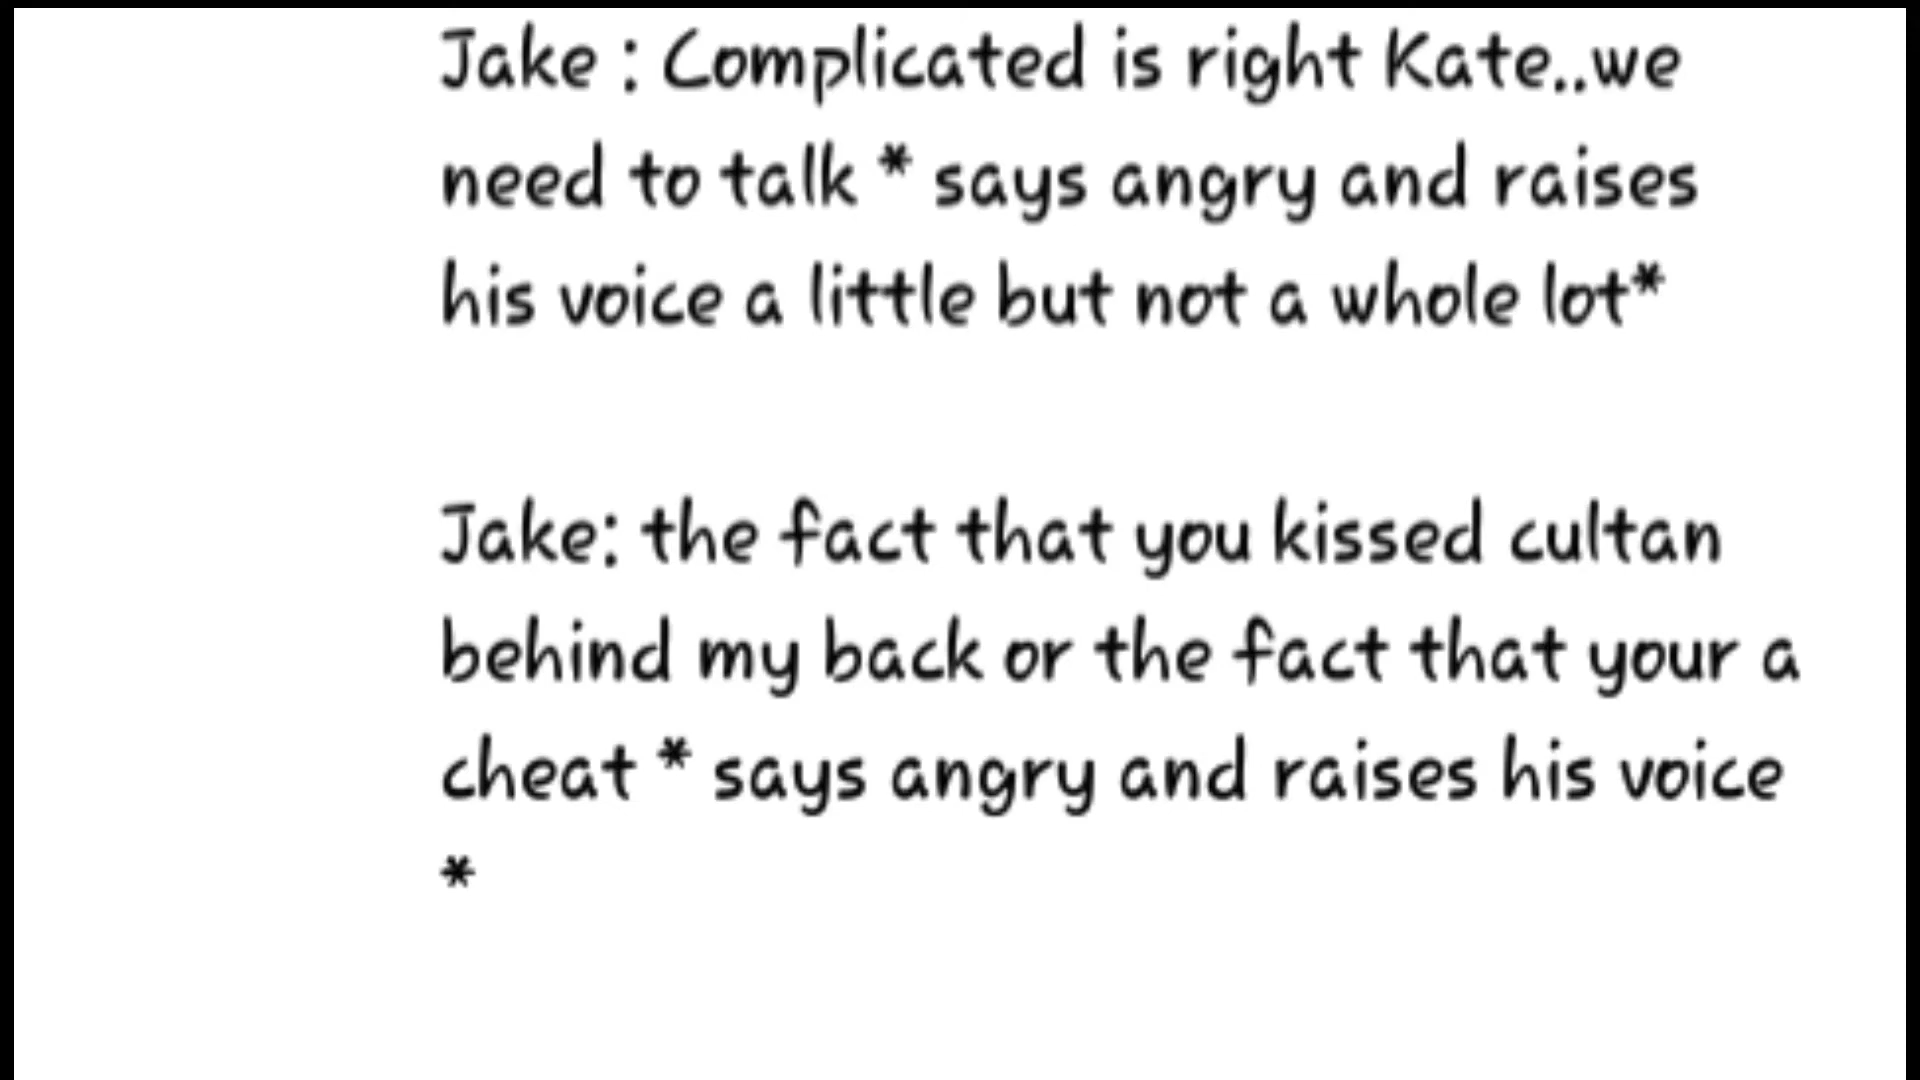 Jake : Complicated is right Kate..we
need to talk * says angry and raises
his voice a little but not a whole lot*
Jake: the fact that you kissed cultan
behind my back or the fact that your a
cheat * says angry and raises his voice
*